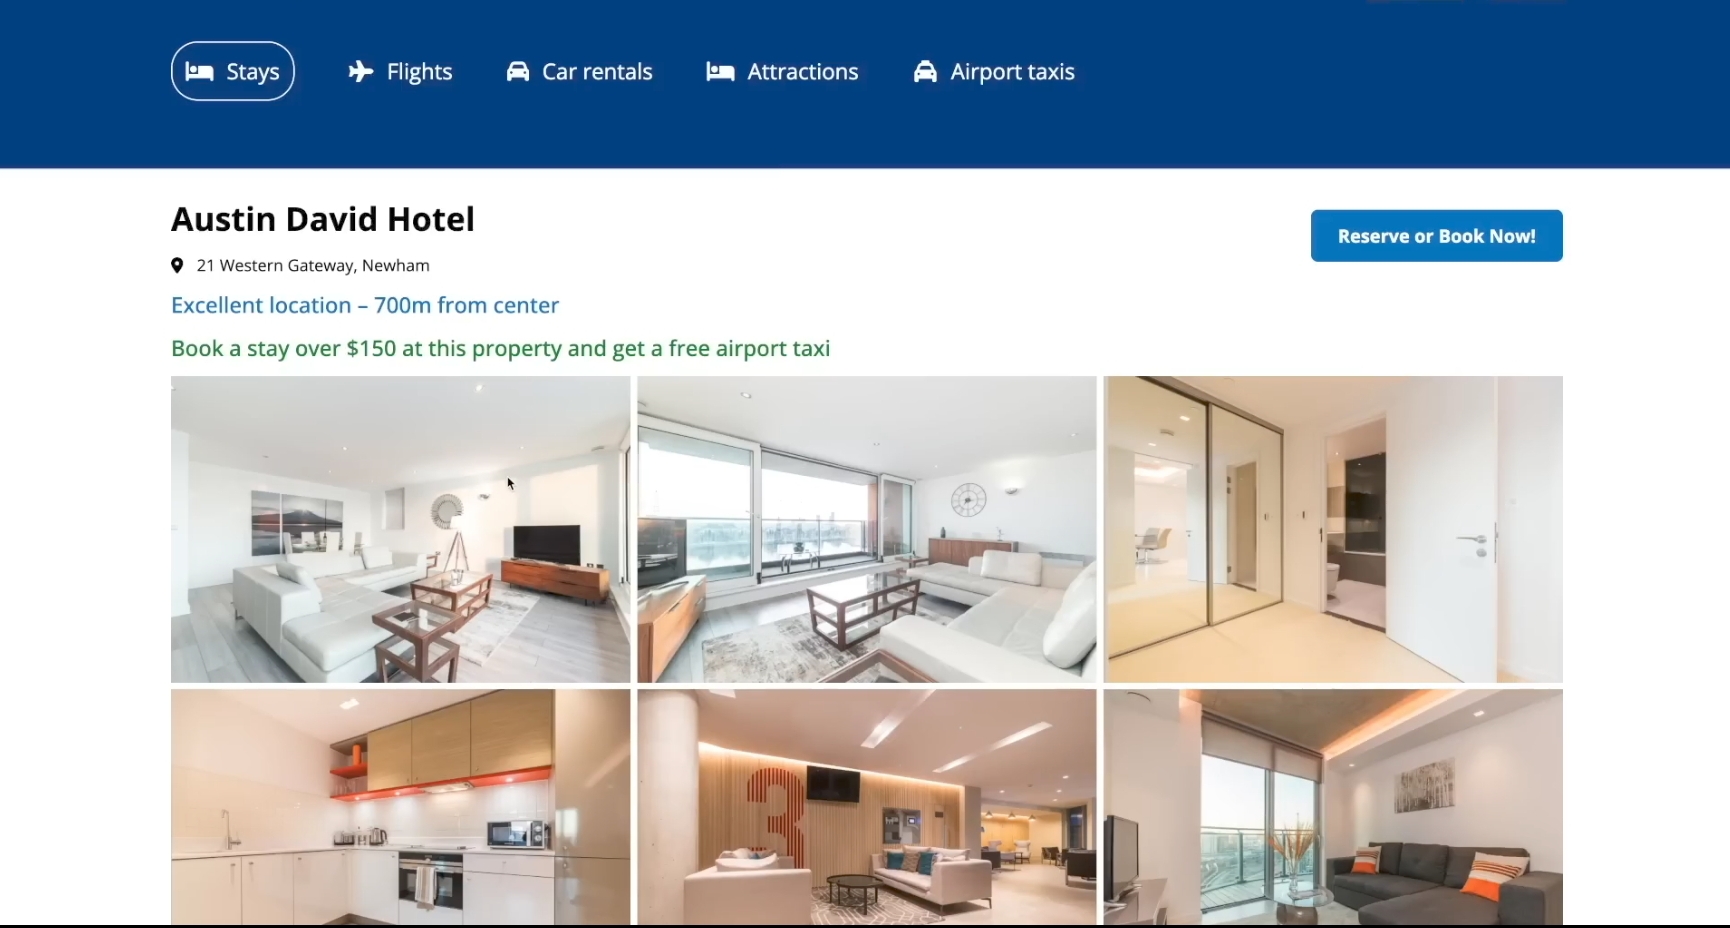 Stays Flights Car rentals Attractions Airport taxis
Austin David Hotel
Reserve or Book Now!
21 Western Gateway, Newham
Excellent location – 700m from center
Book a stay over $150 at this property and get a free airport taxi
3